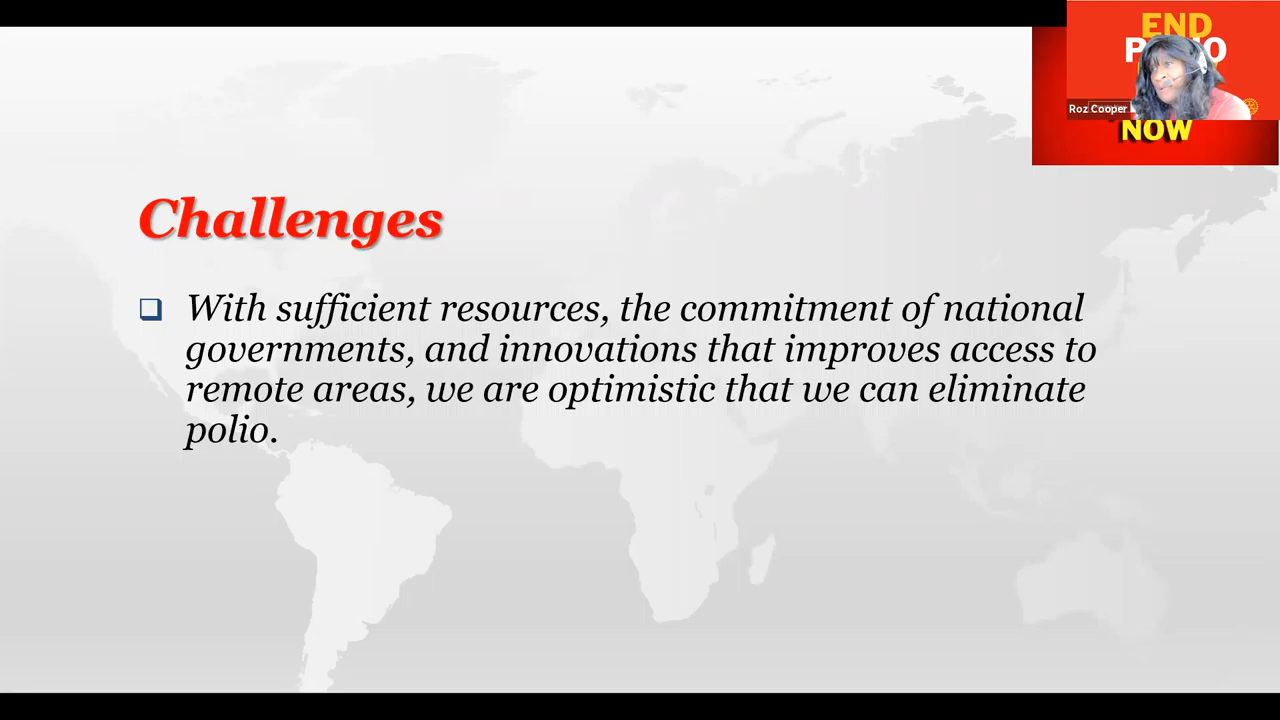 END
Roz Cooper
NOW
Challenges
With sufficient resources, the commitment of national
governments, and innovations that improves access to
remote areas, we are optimistic that we can eliminate
polio.